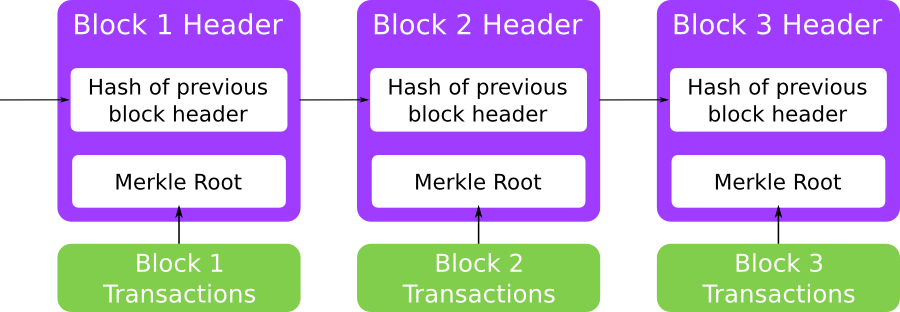 Block 1 Header
Hash of previous
block header
Merkle Root
Block 1
Transactions
Block 2 Header
Hash of previous
block header
Merkle Root
Block 2
Transactions
Block 3 Header
Hash of previous
block header
Merkle Root
Block 3
Transactions